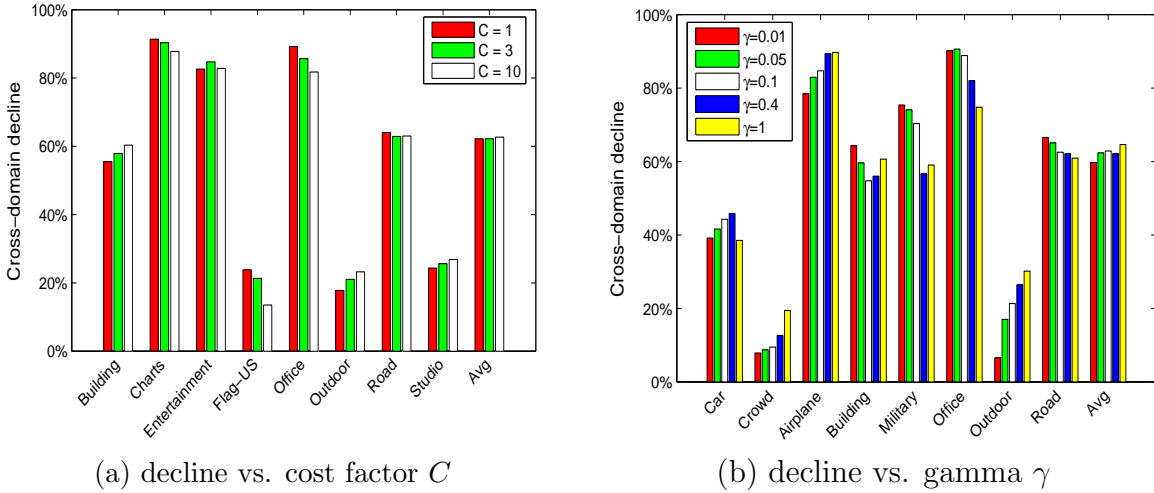 100%
80%
60%
40%
20%
0%
Cross-domain decline
C = 1
C = 3
C = 10
Building
Charts
Entertainment
Flag-US
Office
Outdoor
Road
Studio
Avg
(a) decline vs. cost factor C
100%
80%
60%
40%
20%
0%
Cross-domain decline
γ=0.01
γ=0.05
γ=0.1
γ=0.4
γ=1
Car
Crowd
Airplane
Building
Military
Office
Outdoor
Road
Avg
(b) decline vs. gamma γ